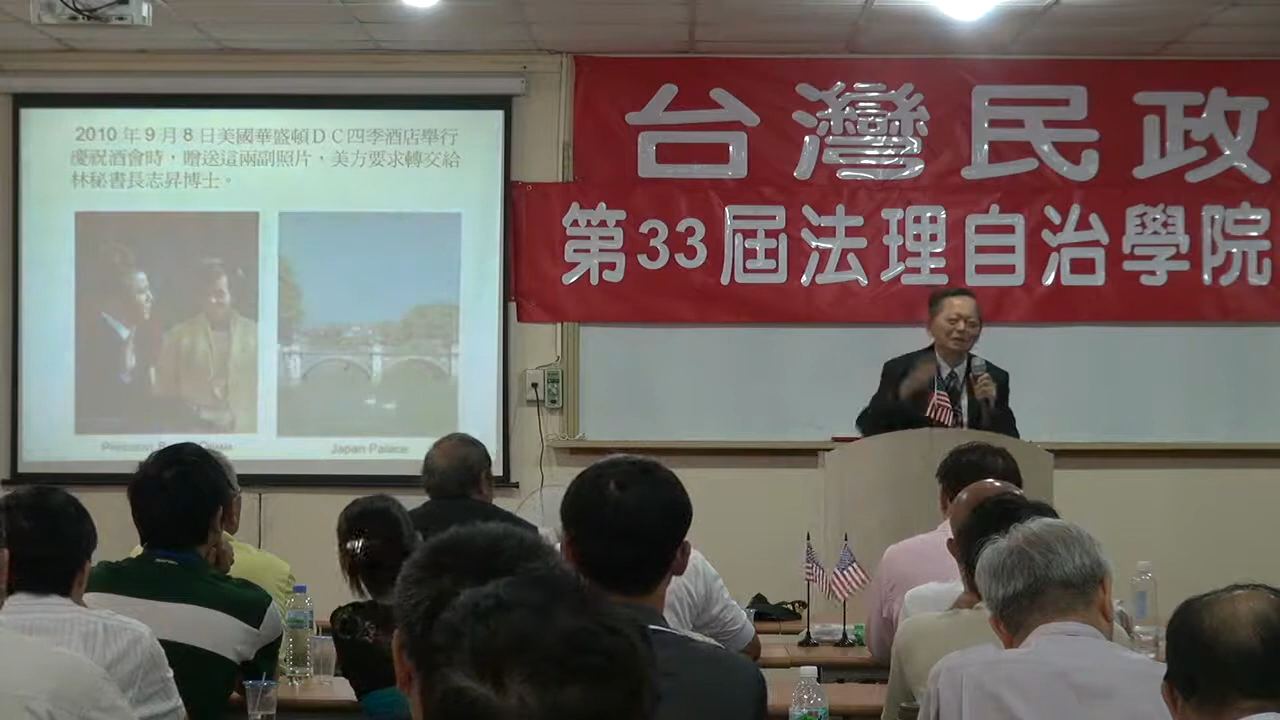 2010 年 9 月 8 日美國華盛頓ＤＣ四季酒店舉行
慶祝酒會時，贈送這兩副照片，美方要求轉交給
林秘書長志昇博士。
Japan Palace
台灣民政
第33屆法理自治學院